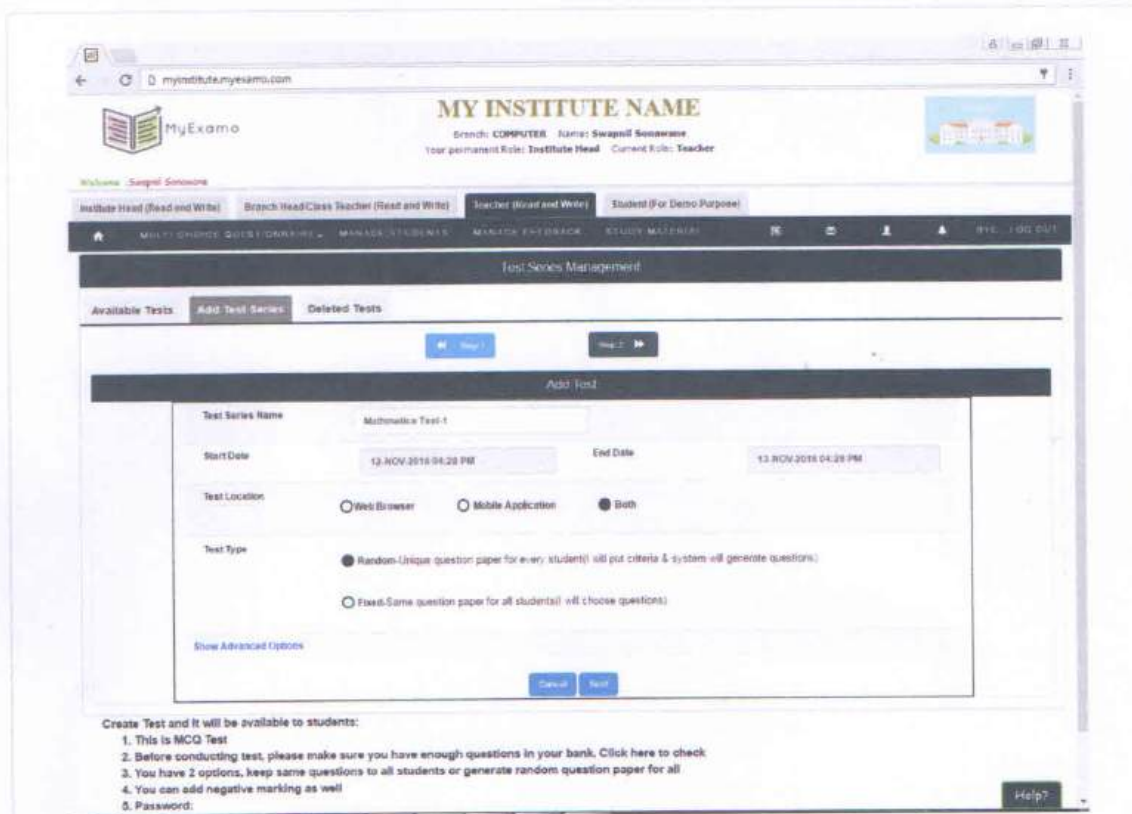 myinstitute.myexamo.com
MyExamo
MY INSTITUTE NAME
Branch: COMPUTER Name: Swapnil Sonawane
Your permanent Role: Institute Head Current Role: Teacher
Welcome :Swapnil Sonawane
Institute Head (Read and Write) Branch Head/Class Teacher (Read and Write) Teacher (Read and Write) Student (For Demo Purpose)
MULTI CHOICE QUESTIONNAIRE MANAGE STUDENTS MANAGE FEEDBACK STUDY MATERIAL LOG OUT
Test Series Management
Available Tests Add Test Series Deleted Tests
Step 1 Step 2
Add Test
Test Series Name Mathmetics Test-1
Start Date 12-NOV-2016 04:28 PM End Date 13-NOV-2016 04:28 PM
Test Location Web Browser Mobile Application Both
Test Type
Random-Unique question paper for every student(I will put criteria & system will generate questions)
Fixed-Same question paper for all students(I will choose questions)
Show Advanced Options
Cancel Next
Create Test and It will be available to students:
1. This is MCQ Test
2. Before conducting test, please make sure you have enough questions in your bank. Click here to check
3. You have 2 options, keep same questions to all students or generate random question paper for all
4. You can add negative marking as well
5. Password:
Help?